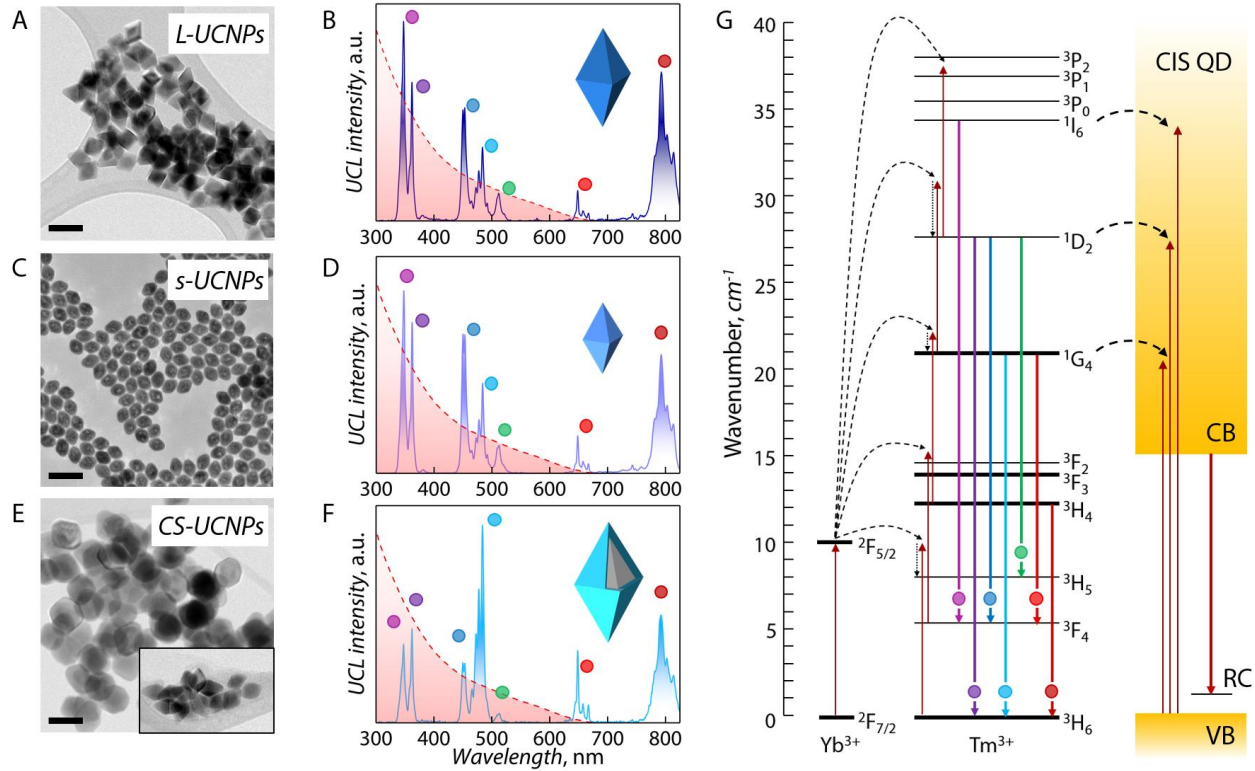 A
L-UCNPs
B
UCL intensity, a.u.
300 400 500 600 700 800
C
s-UCNPs
D
UCL intensity, a.u.
300 400 500 600 700 800
E
CS-UCNPs
F
UCL intensity, a.u.
300 400 500 600 700 800
Wavelength, nm
G
Wavenumber, cm⁻¹
40
35
30
25
20
15
10
5
0
²F₅/₂
²F₇/₂
Yb³⁺
³P₂
³P₁
³P₀
¹I₆
¹D₂
¹G₄
³F₂
³F₃
³H₄
³H₅
³F₄
³H₆
Tm³⁺
CIS QD
CB
RC
VB